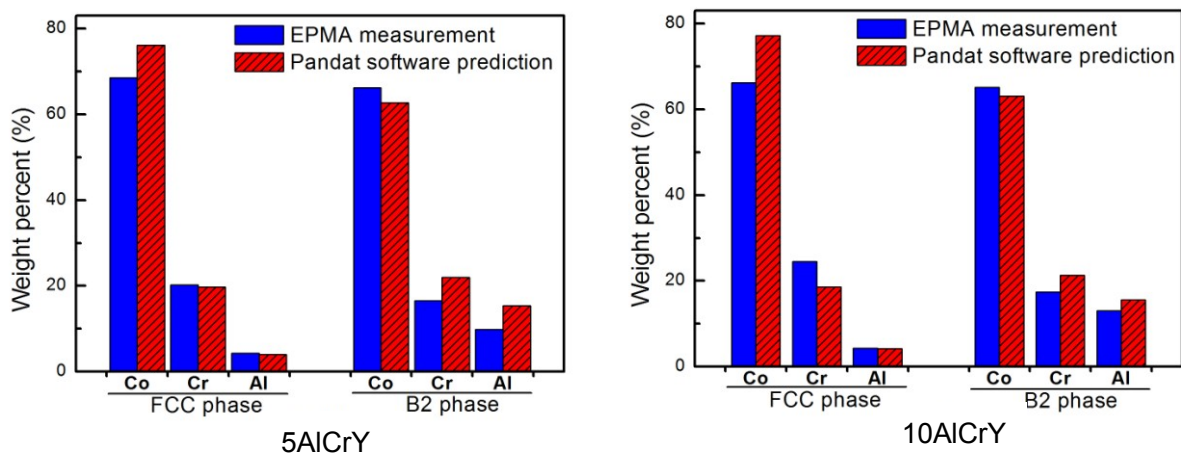 80
60
40
20
0
Weight percent (%)
EPMA measurement
Pandat software prediction
Co Cr Al Co Cr Al
FCC phase B2 phase
5AlCrY
80
60
40
20
0
Weight percent (%)
EPMA measurement
Pandat software prediction
Co Cr Al Co Cr Al
FCC phase B2 phase
10AlCrY